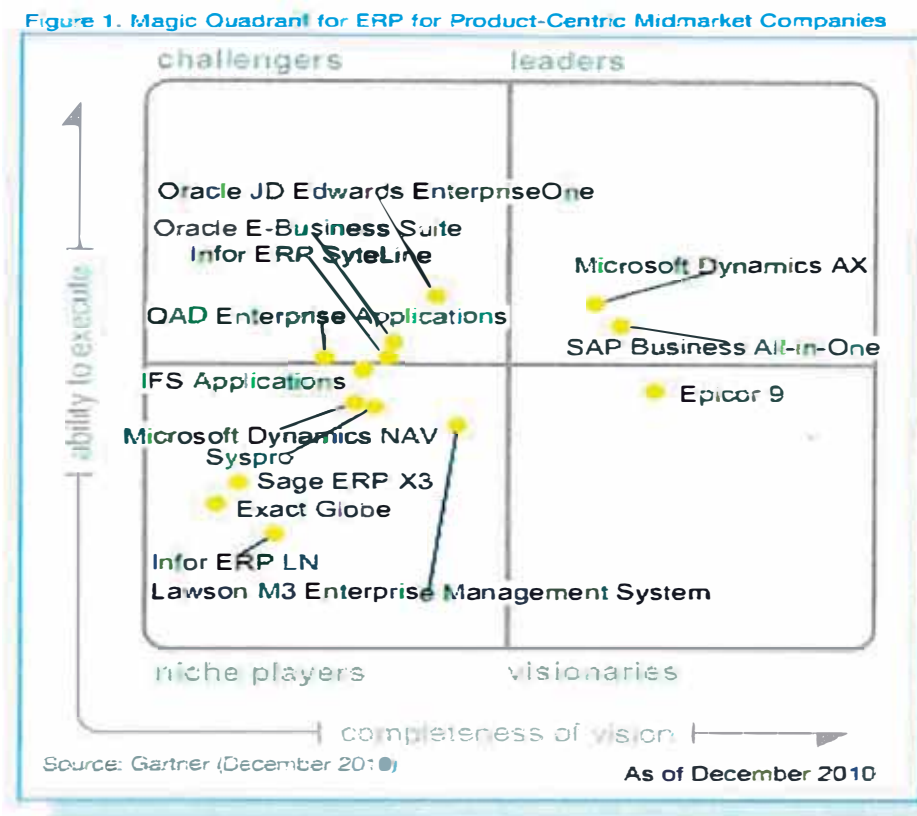 Figure 1. Magic Quadrant for ERP for Product-Centric Midmarket Companies
challengers
leaders
Oracle JD Edwards EnterpriseOne
Oracle E-Business Suite
Infor ERP SyteLine
Microsoft Dynamics AX
QAD Enterprise Applications
SAP Business All-in-One
IFS Applications
Epicor 9
Microsoft Dynamics NAV
Syspro
Sage ERP X3
Exact Globe
Infor ERP LN
Lawson M3 Enterprise Management System
ability to execute
niche players
visionaries
completeness of vision
Source: Gartner (December 2010)
As of December 2010